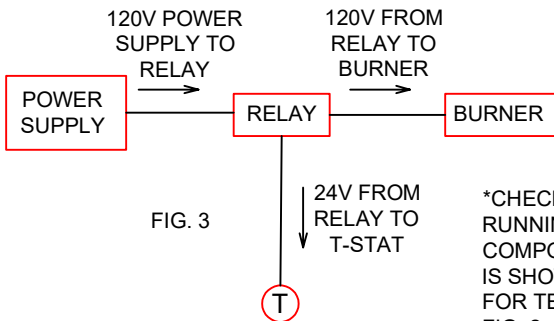 120V POWER
SUPPLY TO
RELAY
120V FROM
RELAY TO
BURNER
POWER
SUPPLY
RELAY
BURNER
FIG. 3
24V FROM
RELAY TO
T-STAT
T
*CHEC
RUNNIN
COMPO
IS SHO
FOR TE